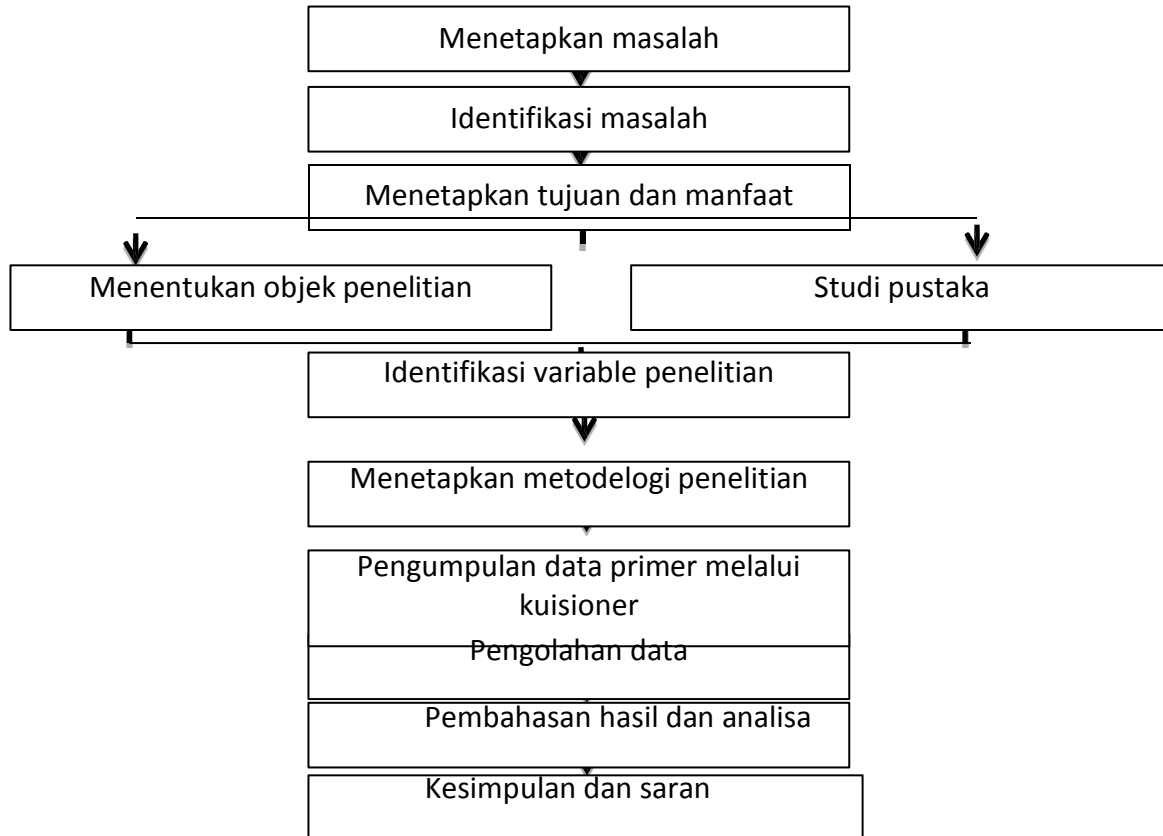 Menetapkan masalah
Identifikasi masalah
Menetapkan tujuan dan manfaat
Menentukan objek penelitian
Studi pustaka
Identifikasi variable penelitian
Menetapkan metodelogi penelitian
Pengumpulan data primer melalui
kuisioner
Pengolahan data
Pembahasan hasil dan analisa
Kesimpulan dan saran